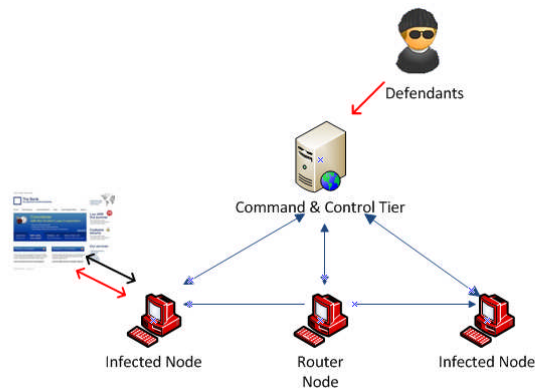 Defendants
Command & Control Tier
Infected Node
Router
Node
Infected Node